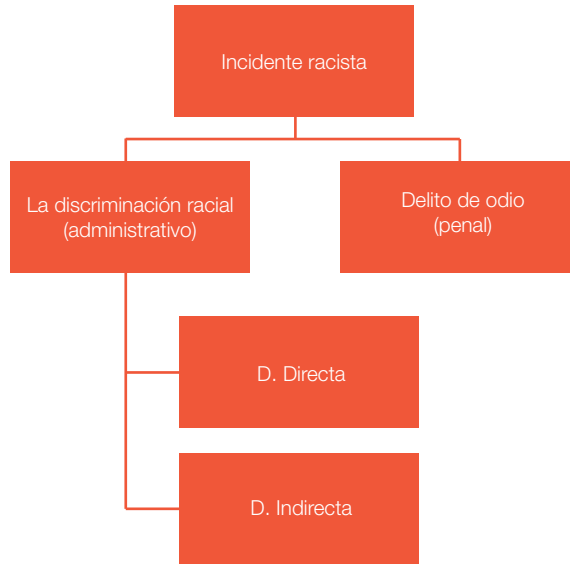 Incidente racista
La discriminación racial
(administrativo)
Delito de odio
(penal)
D. Directa
D. Indirecta